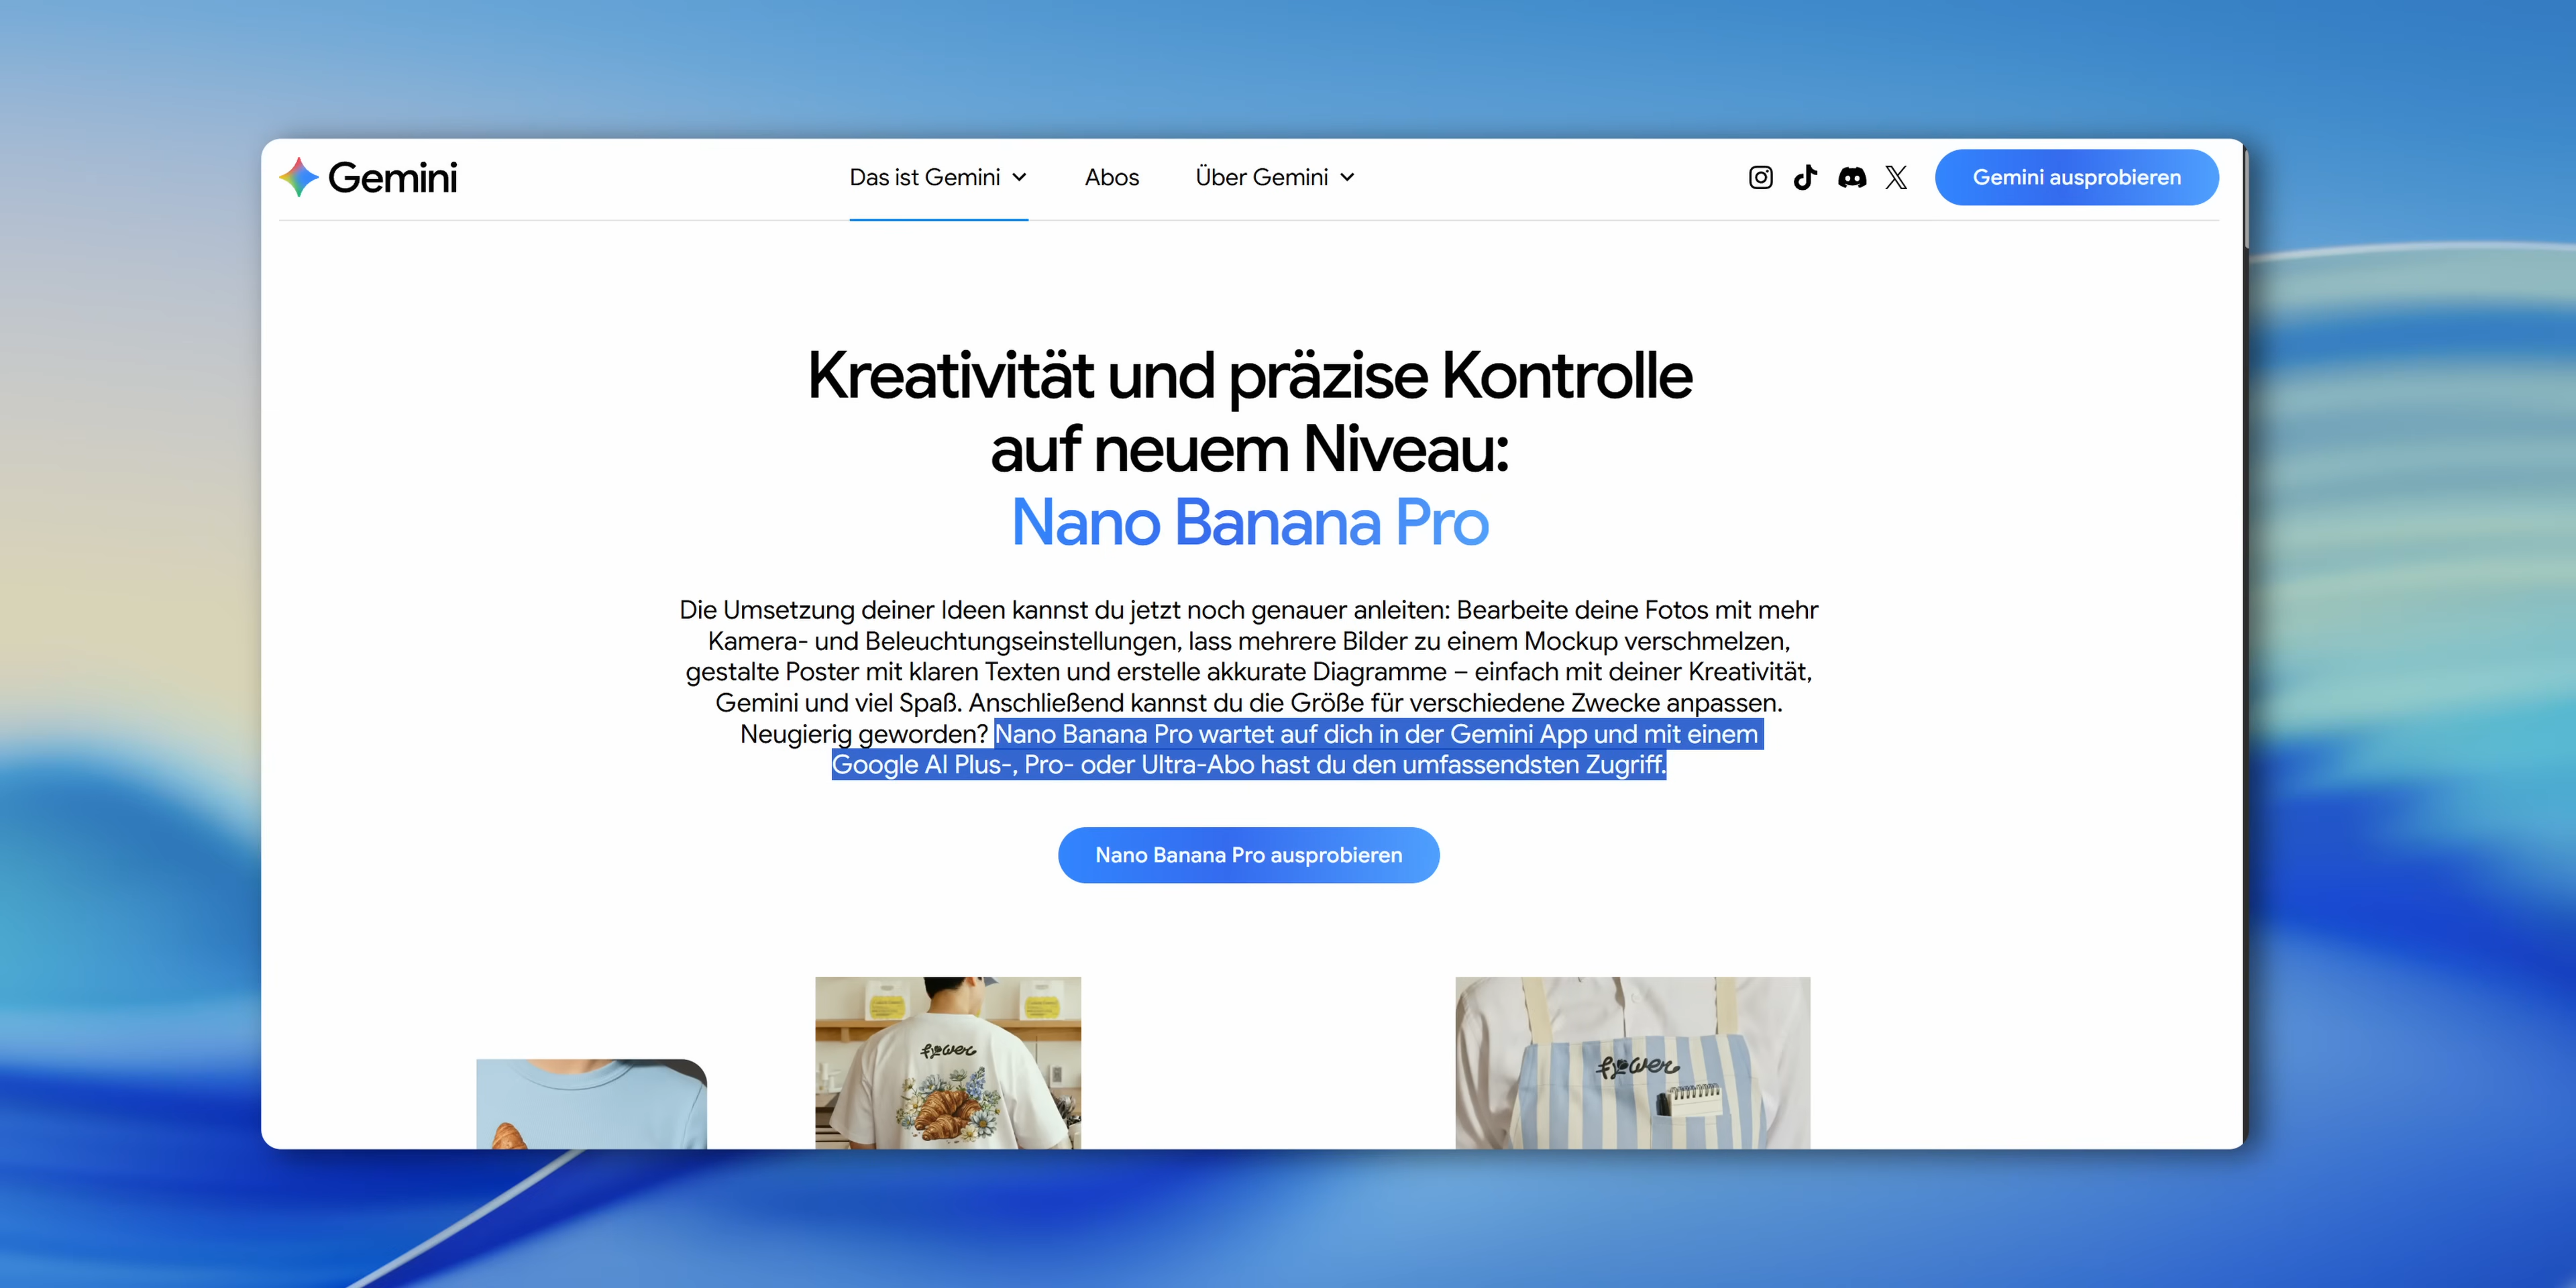 Gemini
Das ist Gemini
Abos
Über Gemini
Gemini ausprobieren
Kreativität und präzise Kontrolle
auf neuem Niveau:
Nano Banana Pro
Die Umsetzung deiner Ideen kannst du jetzt noch genauer anleiten: Bearbeite deine Fotos mit mehr
Kamera- und Beleuchtungseinstellungen, lass mehrere Bilder zu einem Mockup verschmelzen,
gestalte Poster mit klaren Texten und erstelle akkurate Diagramme – einfach mit deiner Kreativität,
Gemini und viel Spaß. Anschließend kannst du die Größe für verschiedene Zwecke anpassen.
Neugierig geworden? Nano Banana Pro wartet auf dich in der Gemini App und mit einem
Google AI Plus-, Pro- oder Ultra-Abo hast du den umfassendsten Zugriff.
Nano Banana Pro ausprobieren
flower
flower